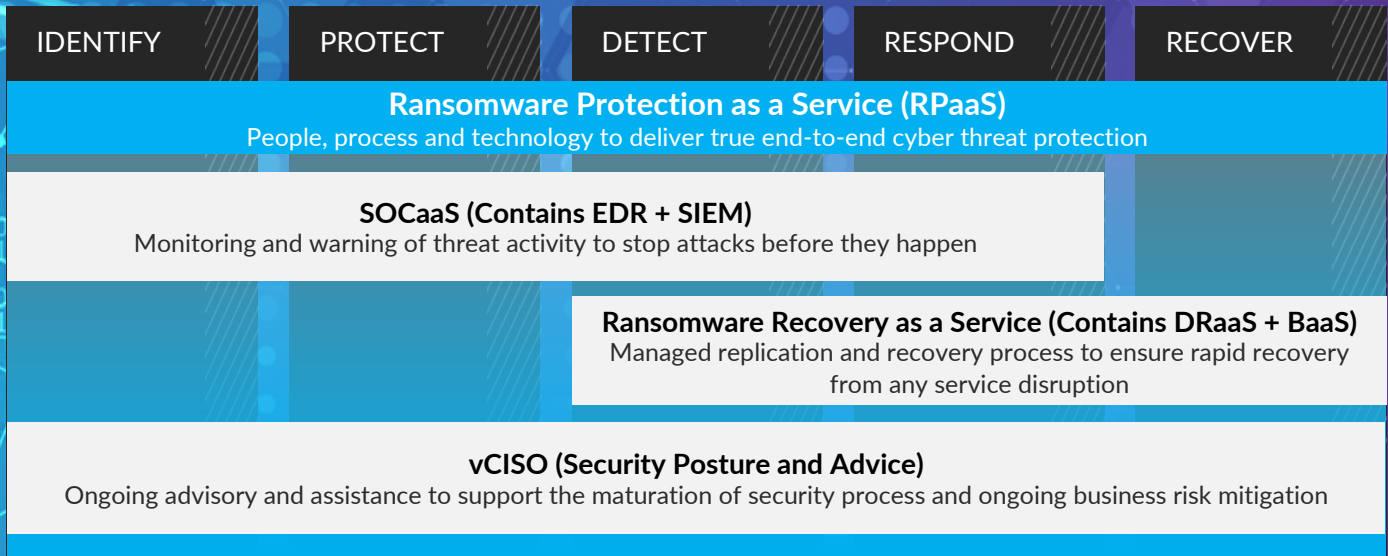 IDENTIFY
PROTECT
DETECT
RESPOND
RECOVER
Ransomware Protection as a Service (RPaaS)
People, process and technology to deliver true end-to-end cyber threat protection
SOCaaS (Contains EDR + SIEM)
Monitoring and warning of threat activity to stop attacks before they happen
Ransomware Recovery as a Service (Contains DRaaS + BaaS)
Managed replication and recovery process to ensure rapid recovery
from any service disruption
vCISO (Security Posture and Advice)
Ongoing advisory and assistance to support the maturation of security process and ongoing business risk mitigation